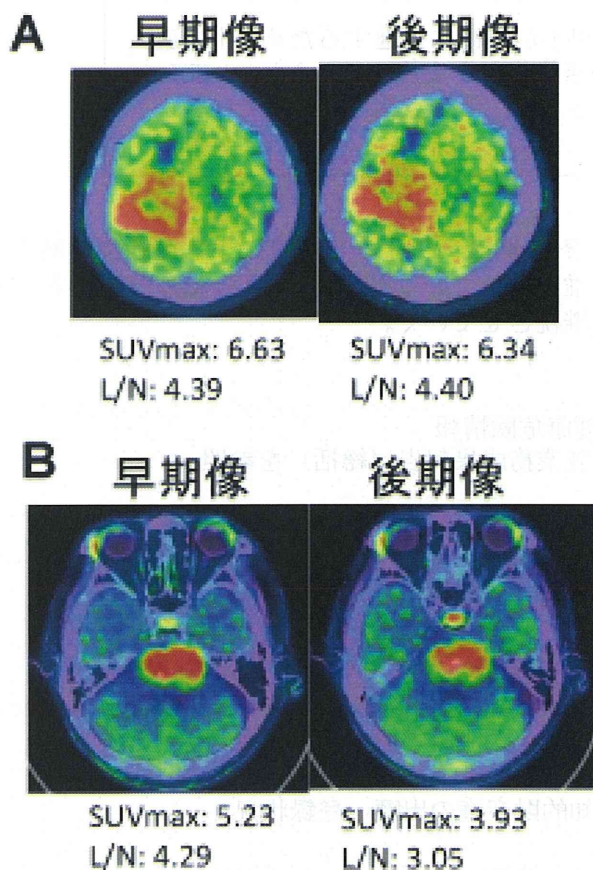 A
早期像 後期像
SUVmax: 6.63 SUVmax: 6.34
L/N: 4.39 L/N: 4.40
B
早期像 後期像
SUVmax: 5.23 SUVmax: 3.93
L/N: 4.29 L/N: 3.05